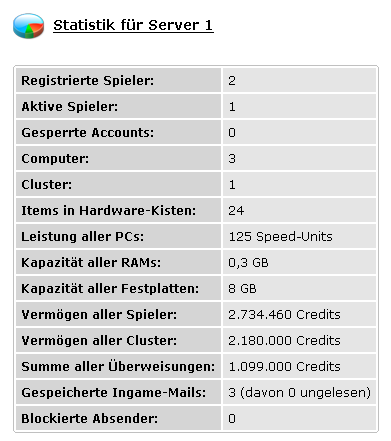 Statistik für Server 1
Registrierte Spieler: 2
Aktive Spieler: 1
Gesperrte Accounts: 0
Computer: 3
Cluster: 1
Items in Hardware-Kisten: 24
Leistung aller PCs: 125 Speed-Units
Kapazität aller RAMs: 0,3 GB
Kapazität aller Festplatten: 8 GB
Vermögen aller Spieler: 2.734.460 Credits
Vermögen aller Cluster: 2.180.000 Credits
Summe aller Überweisungen: 1.099.000 Credits
Gespeicherte Ingame-Mails: 3 (davon 0 ungelesen)
Blockierte Absender: 0